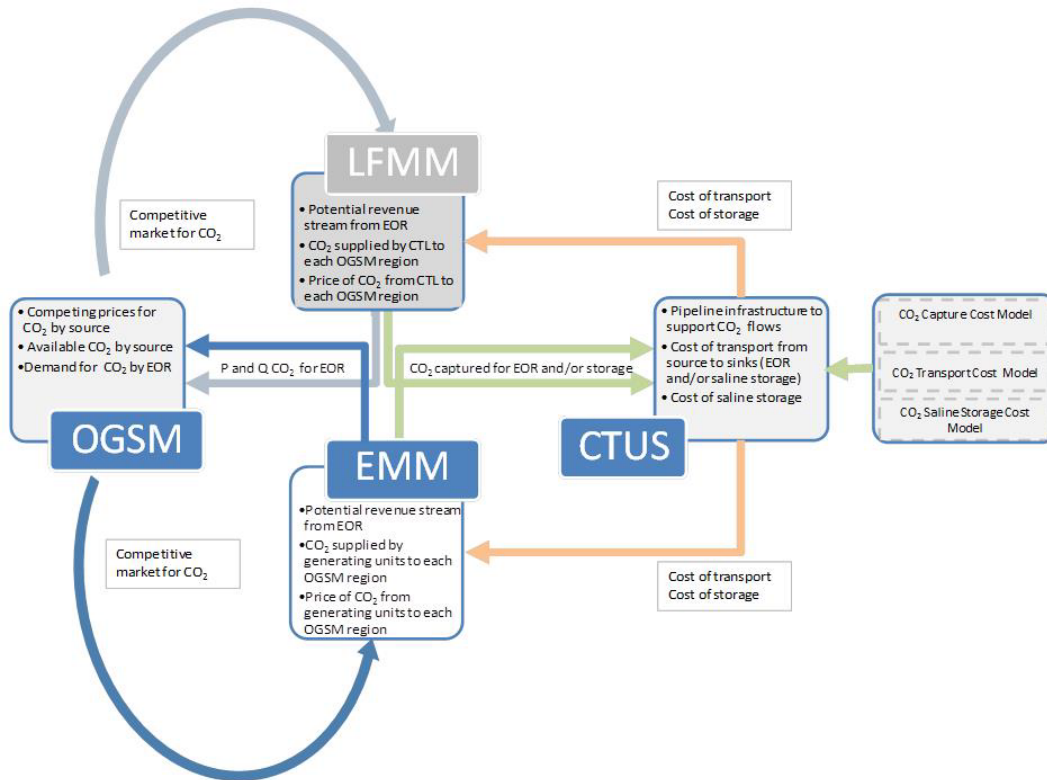 LFMM
• Potential revenue
stream from EOR
• CO2 supplied by CTL to
each OGSM region
• Price of CO2 from CTL to
each OGSM region
Competitive
market for CO2
Cost of transport
Cost of storage
• Competing prices for
CO2 by source
• Available CO2 by source
•Demand for CO2 by EOR
OGSM
P and Q CO2 for EOR
CO2 captured for EOR and/or storage
• Pipeline infrastructure to
support CO2 flows
• Cost of transport from
source to sinks (EOR
and/or saline storage)
• Cost of saline storage
CTUS
CO2 Capture Cost Model
CO2 Transport Cost Model
CO2 Saline Storage Cost
Model
EMM
•Potential revenue stream
from EOR
•CO2 supplied by
generating units to each
OGSM region
•Price of CO2 from
generating units to each
OGSM region
Competitive
market for CO2
Cost of transport
Cost of storage